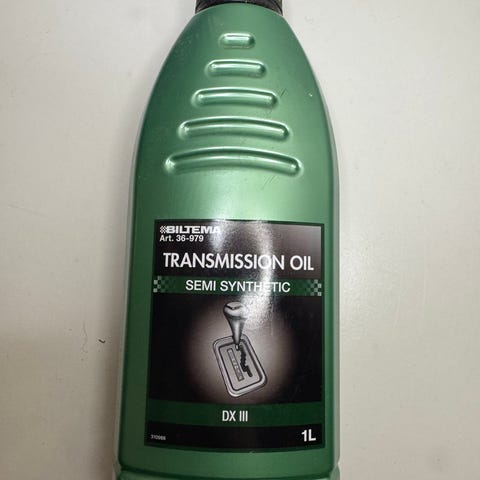 BILTEMA
Art. 36-979
TRANSMISSION OIL
SEMI SYNTHETIC
DX III
1L